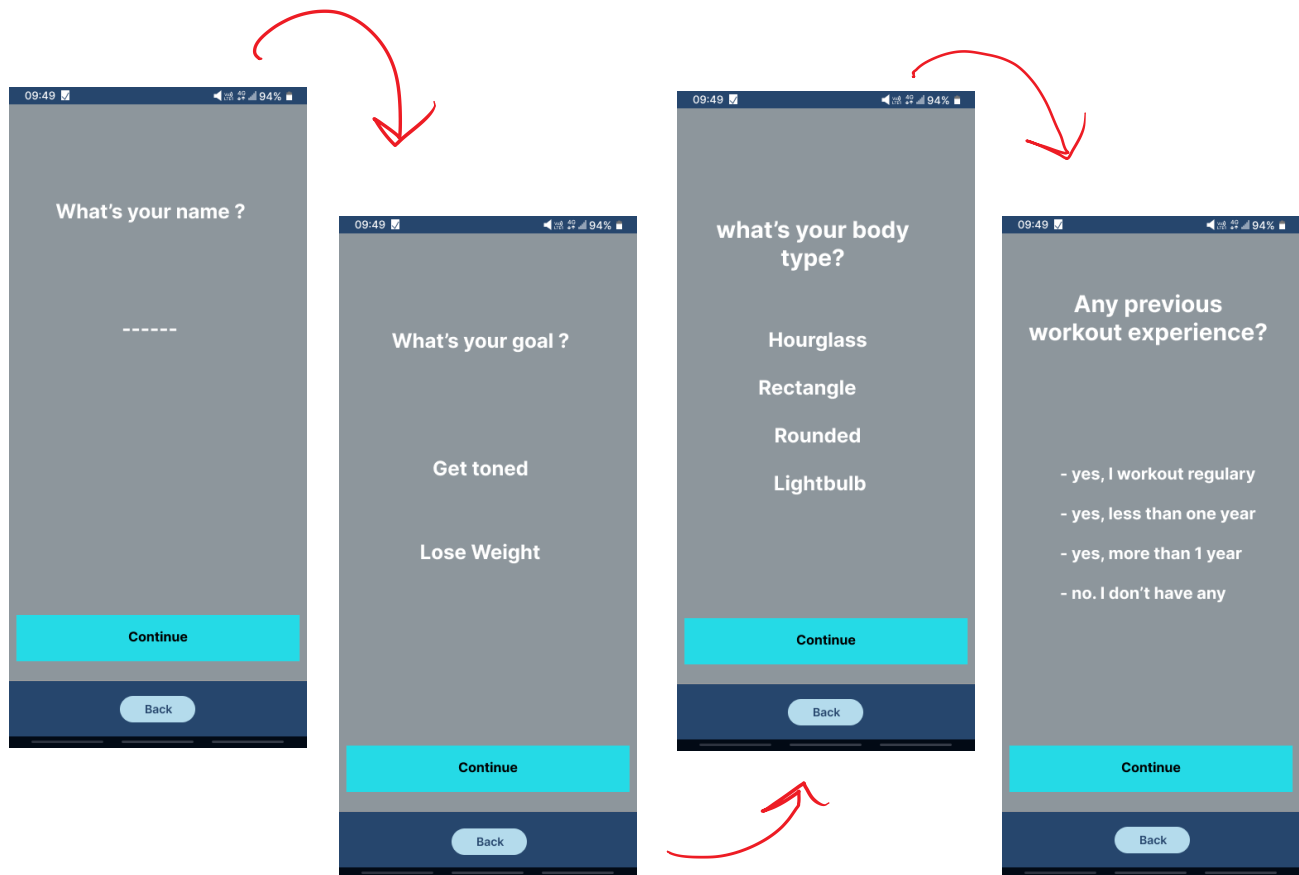 09:49
94%
What's your name ?
------
Continue
Back
09:49
4G
94%
What's your goal ?
Get toned
Lose Weight
Continue
Back
09:49
4G
94%
what's your body
type?
Hourglass
Rectangle
Rounded
Lightbulb
Continue
Back
09:49
4G
94%
Any previous
workout experience?
- yes, I workout regulary
- yes, less than one year
- yes, more than 1 year
- no. I don't have any
Continue
Back